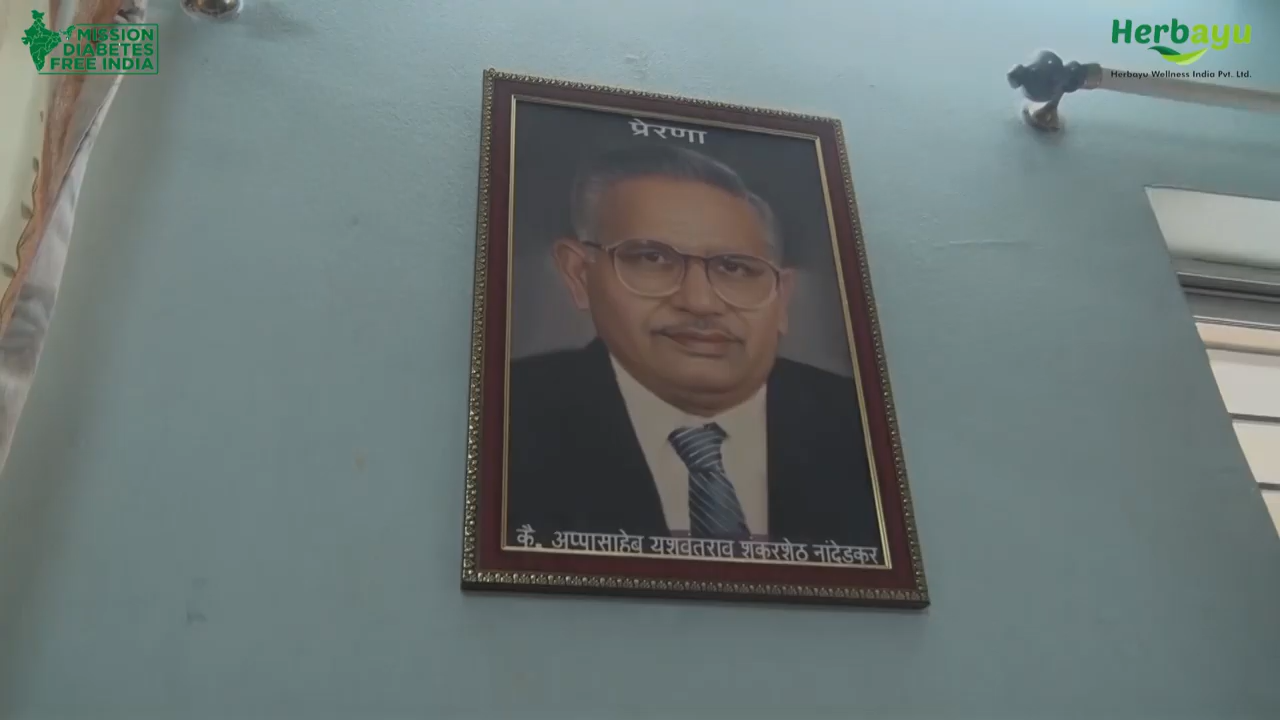 MISSION
DIABETES
FREE INDIA
Herbayu
Herbayu Wellness India Pvt. Ltd.
प्रेरणा
कै. अप्पासाहेब यशवंतराव शंकरशेठ नांदेडकर